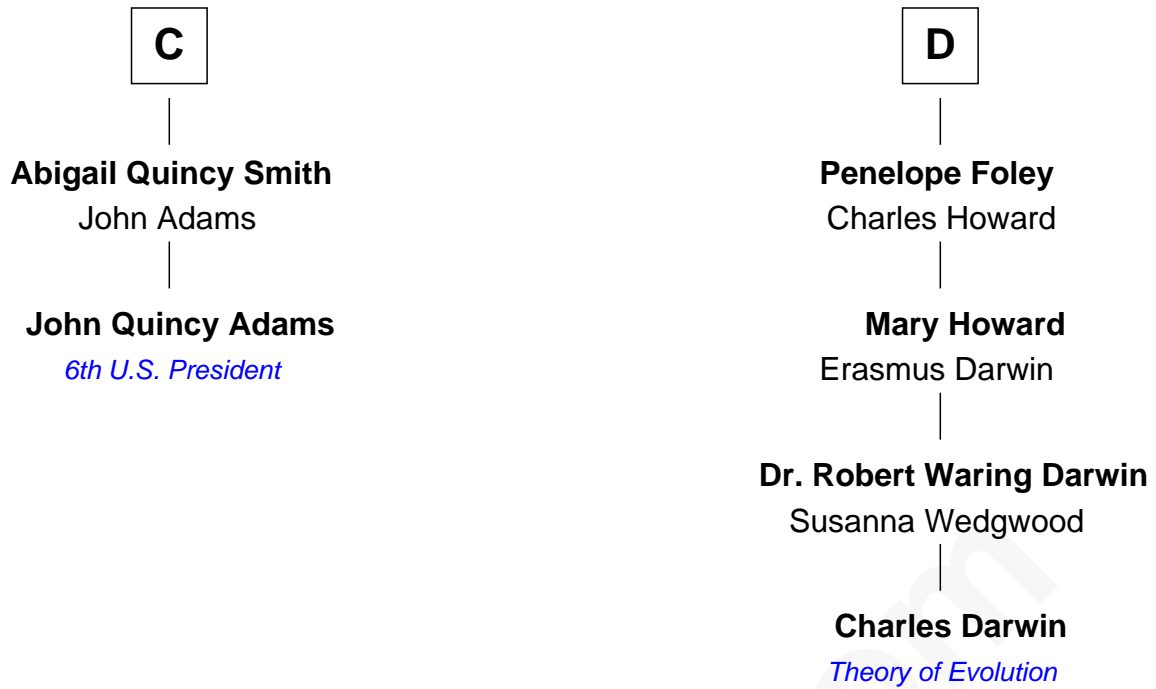 C
Abigail Quincy Smith
John Adams
John Quincy Adams
6th U.S. President
D
Penelope Foley
Charles Howard
Mary Howard
Erasmus Darwin
Dr. Robert Waring Darwin
Susanna Wedgwood
Charles Darwin
Theory of Evolution